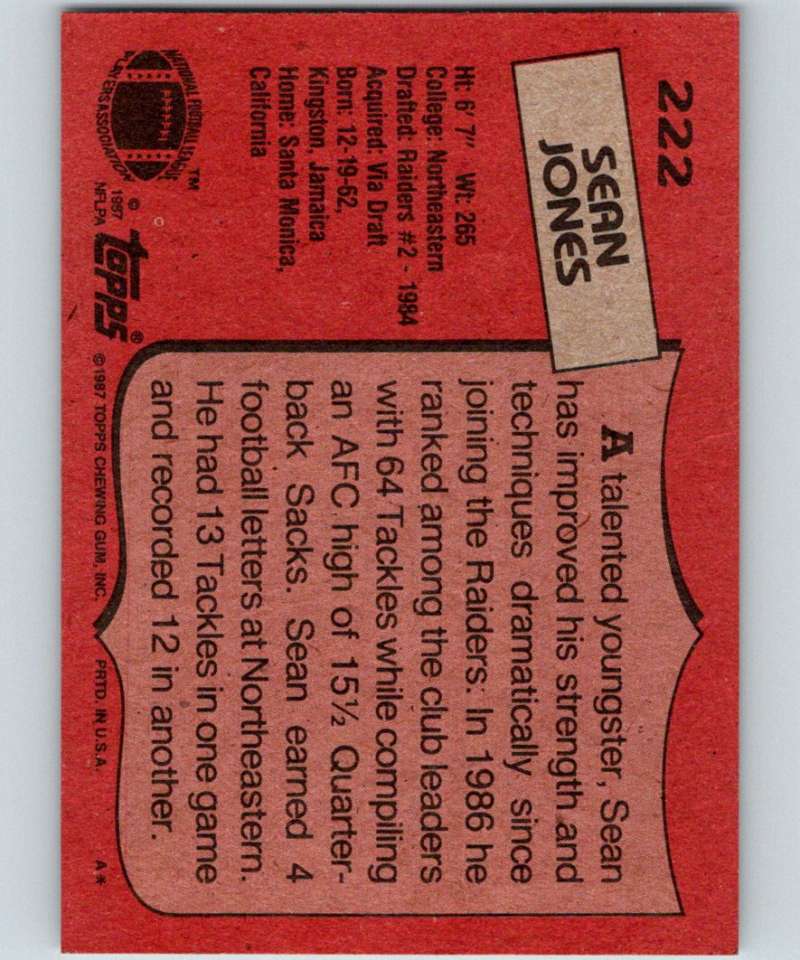 222
SEAN
JONES
Ht: 6' 7" Wt: 265
College: Northeastern
Drafted: Raiders #2 - 1984
Acquired: Via Draft
Born: 12-19-62,
Kingston, Jamaica
Home: Santa Monica,
California
NATIONAL FOOTBALL LEAGUE
PLAYERS ASSOCIATION
TM
© 1987
NFLPA
topps®
A talented youngster, Sean
has improved his strength and
techniques dramatically since
joining the Raiders. In 1986 he
ranked among the club leaders
with 64 Tackles while compiling
an AFC high of 15½ Quarter-
back Sacks. Sean earned 4
football letters at Northeastern.
He had 13 Tackles in one game
and recorded 12 in another.
©1987 TOPPS CHEWING GUM, INC. PRTD. IN U.S.A. A*